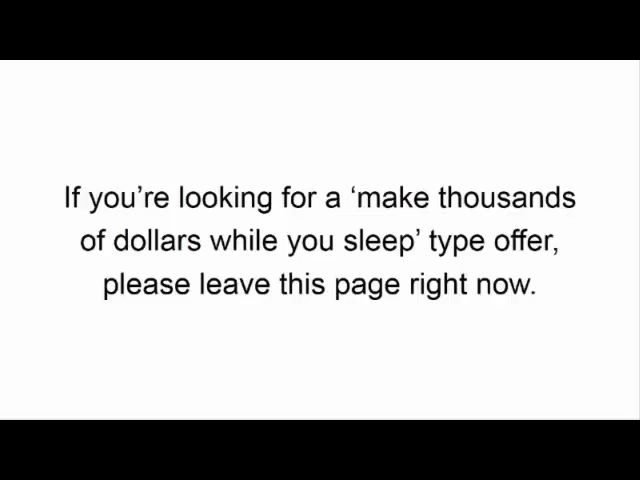 If you’re looking for a ‘make thousands
of dollars while you sleep’ type offer,
please leave this page right now.